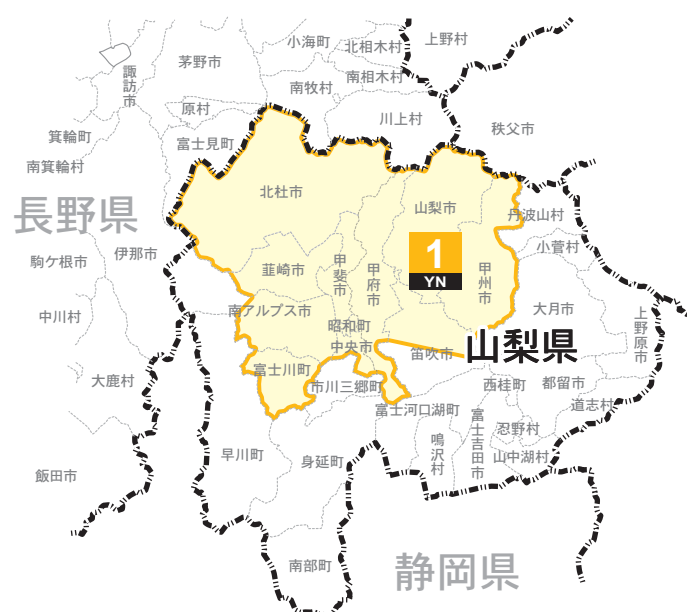 小海町
北相木村
上野村
茅野市
諏訪市
南相木村
南牧村
原村
川上村
秩父市
箕輪町
富士見町
南箕輪村
北杜市
山梨市
丹波山村
長野県
小菅村
伊那市
駒ケ根市
1
YN
韮崎市
甲斐市
甲府市
甲州市
南アルプス市
大月市
中川村
上野原市
昭和町
中央市
笛吹市
山梨県
富士川町
大鹿村
市川三郷町
西桂町
都留市
道志村
富士河口湖町
富士吉田市
忍野村
鳴沢村
山中湖村
早川町
身延町
飯田市
南部町
静岡県